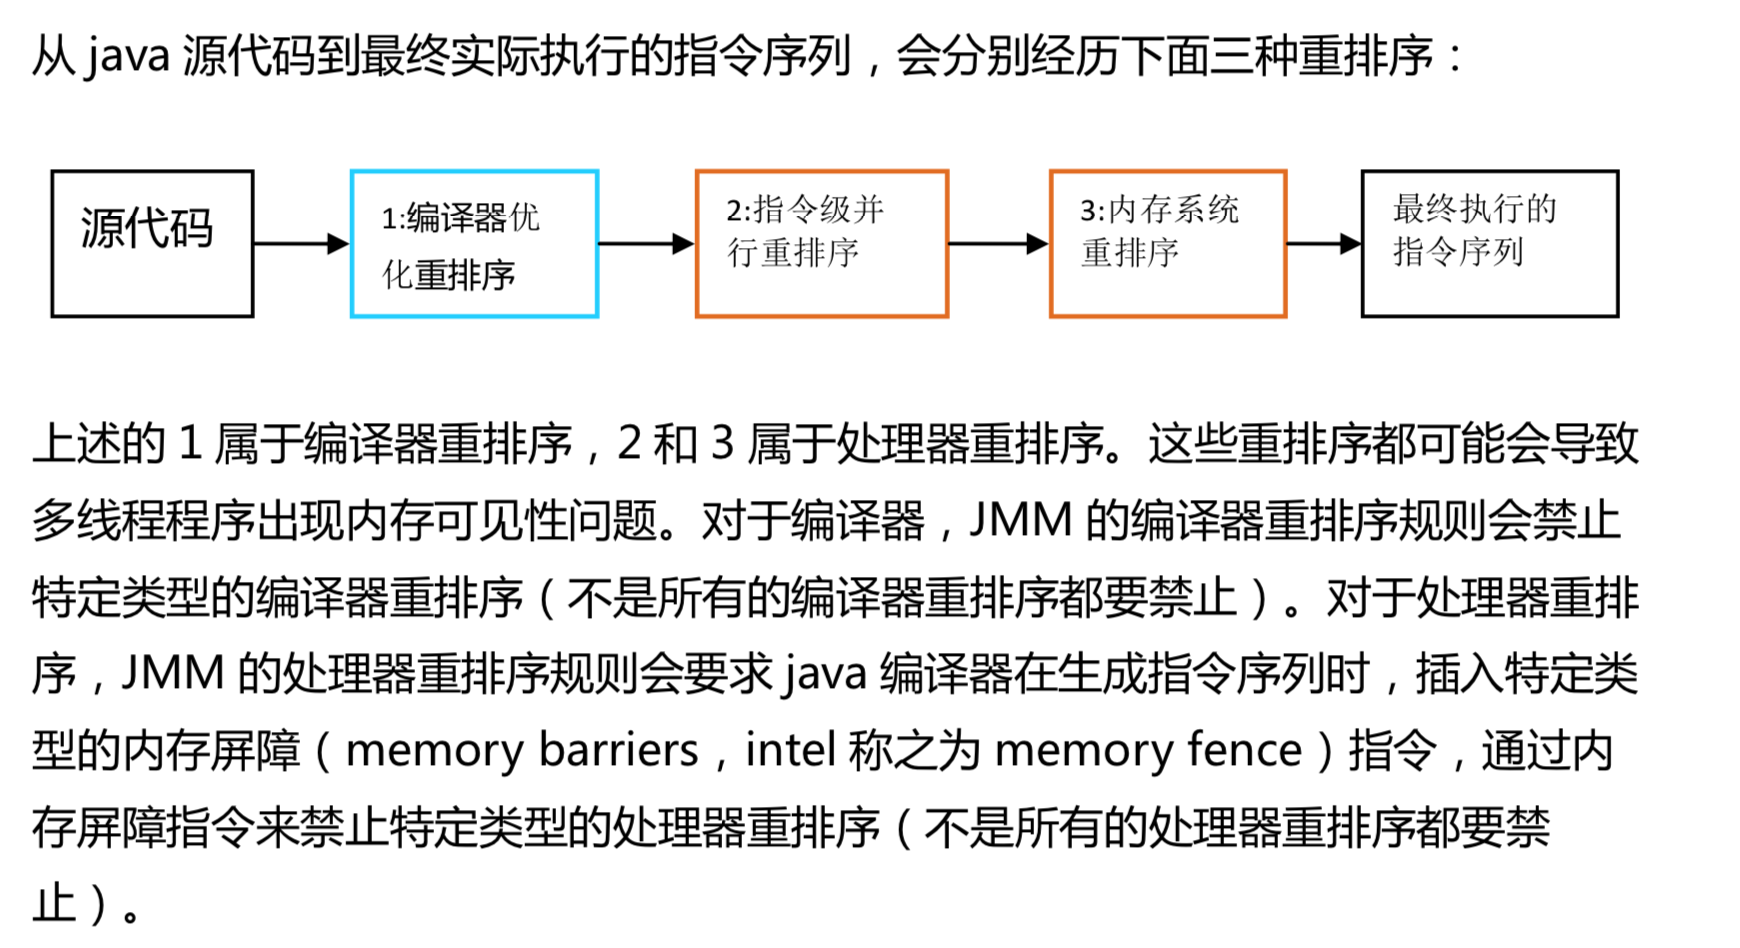 从 java 源代码到最终实际执行的指令序列，会分别经历下面三种重排序：
源代码
1:编译器优
化重排序
2:指令级并
行重排序
3:内存系统
重排序
最终执行的
指令序列
上述的 1 属于编译器重排序，2 和 3 属于处理器重排序。这些重排序都可能会导致
多线程程序出现内存可见性问题。对于编译器，JMM 的编译器重排序规则会禁止
特定类型的编译器重排序（不是所有的编译器重排序都要禁止）。对于处理器重排
序，JMM 的处理器重排序规则会要求 java 编译器在生成指令序列时，插入特定类
型的内存屏障（memory barriers，intel 称之为 memory fence）指令，通过内
存屏障指令来禁止特定类型的处理器重排序（不是所有的处理器重排序都要禁
止）。